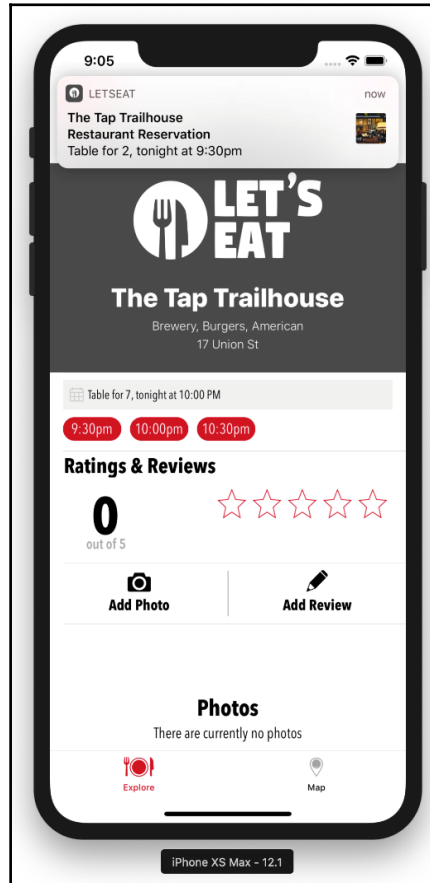 9:05
LETSEAT now
The Tap Trailhouse
Restaurant Reservation
Table for 2, tonight at 9:30pm
LET'S
EAT
The Tap Trailhouse
Brewery, Burgers, American
17 Union St
Table for 7, tonight at 10:00 PM
9:30pm 10:00pm 10:30pm
Ratings & Reviews
0
out of 5
Add Photo Add Review
Photos
There are currently no photos
Explore Map
iPhone XS Max - 12.1